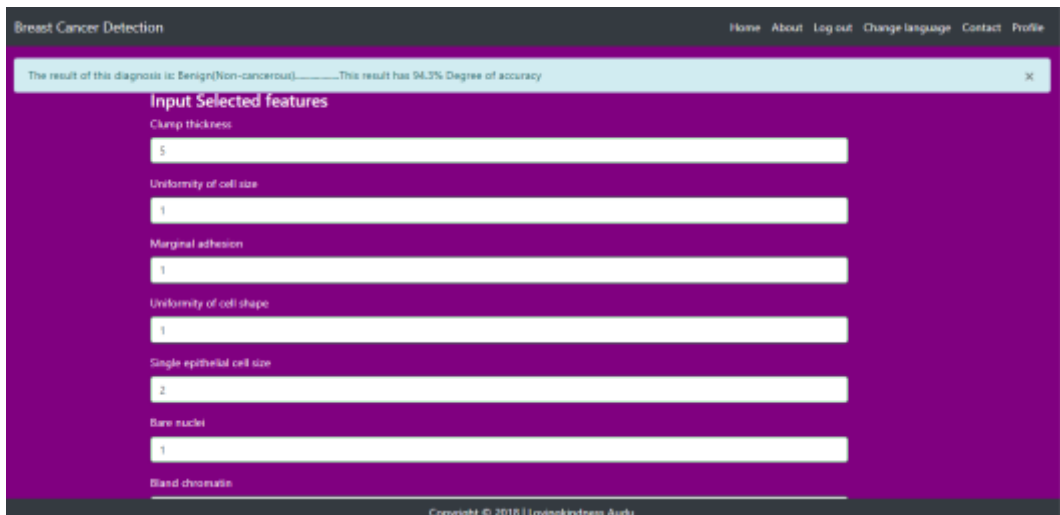 Breast Cancer Detection Home About Log out Change language Contact Profile
The result of this diagnosis is: Benign(Non-cancerous)..................This result has 94.3% Degree of accuracy ×
Input Selected features
Clump thickness
5
Uniformity of cell size
1
Marginal adhesion
1
Uniformity of cell shape
1
Single epithelial cell size
2
Bare nuclei
1
Bland chromatin
Copyright © 2018 | Lovingkindness Audu